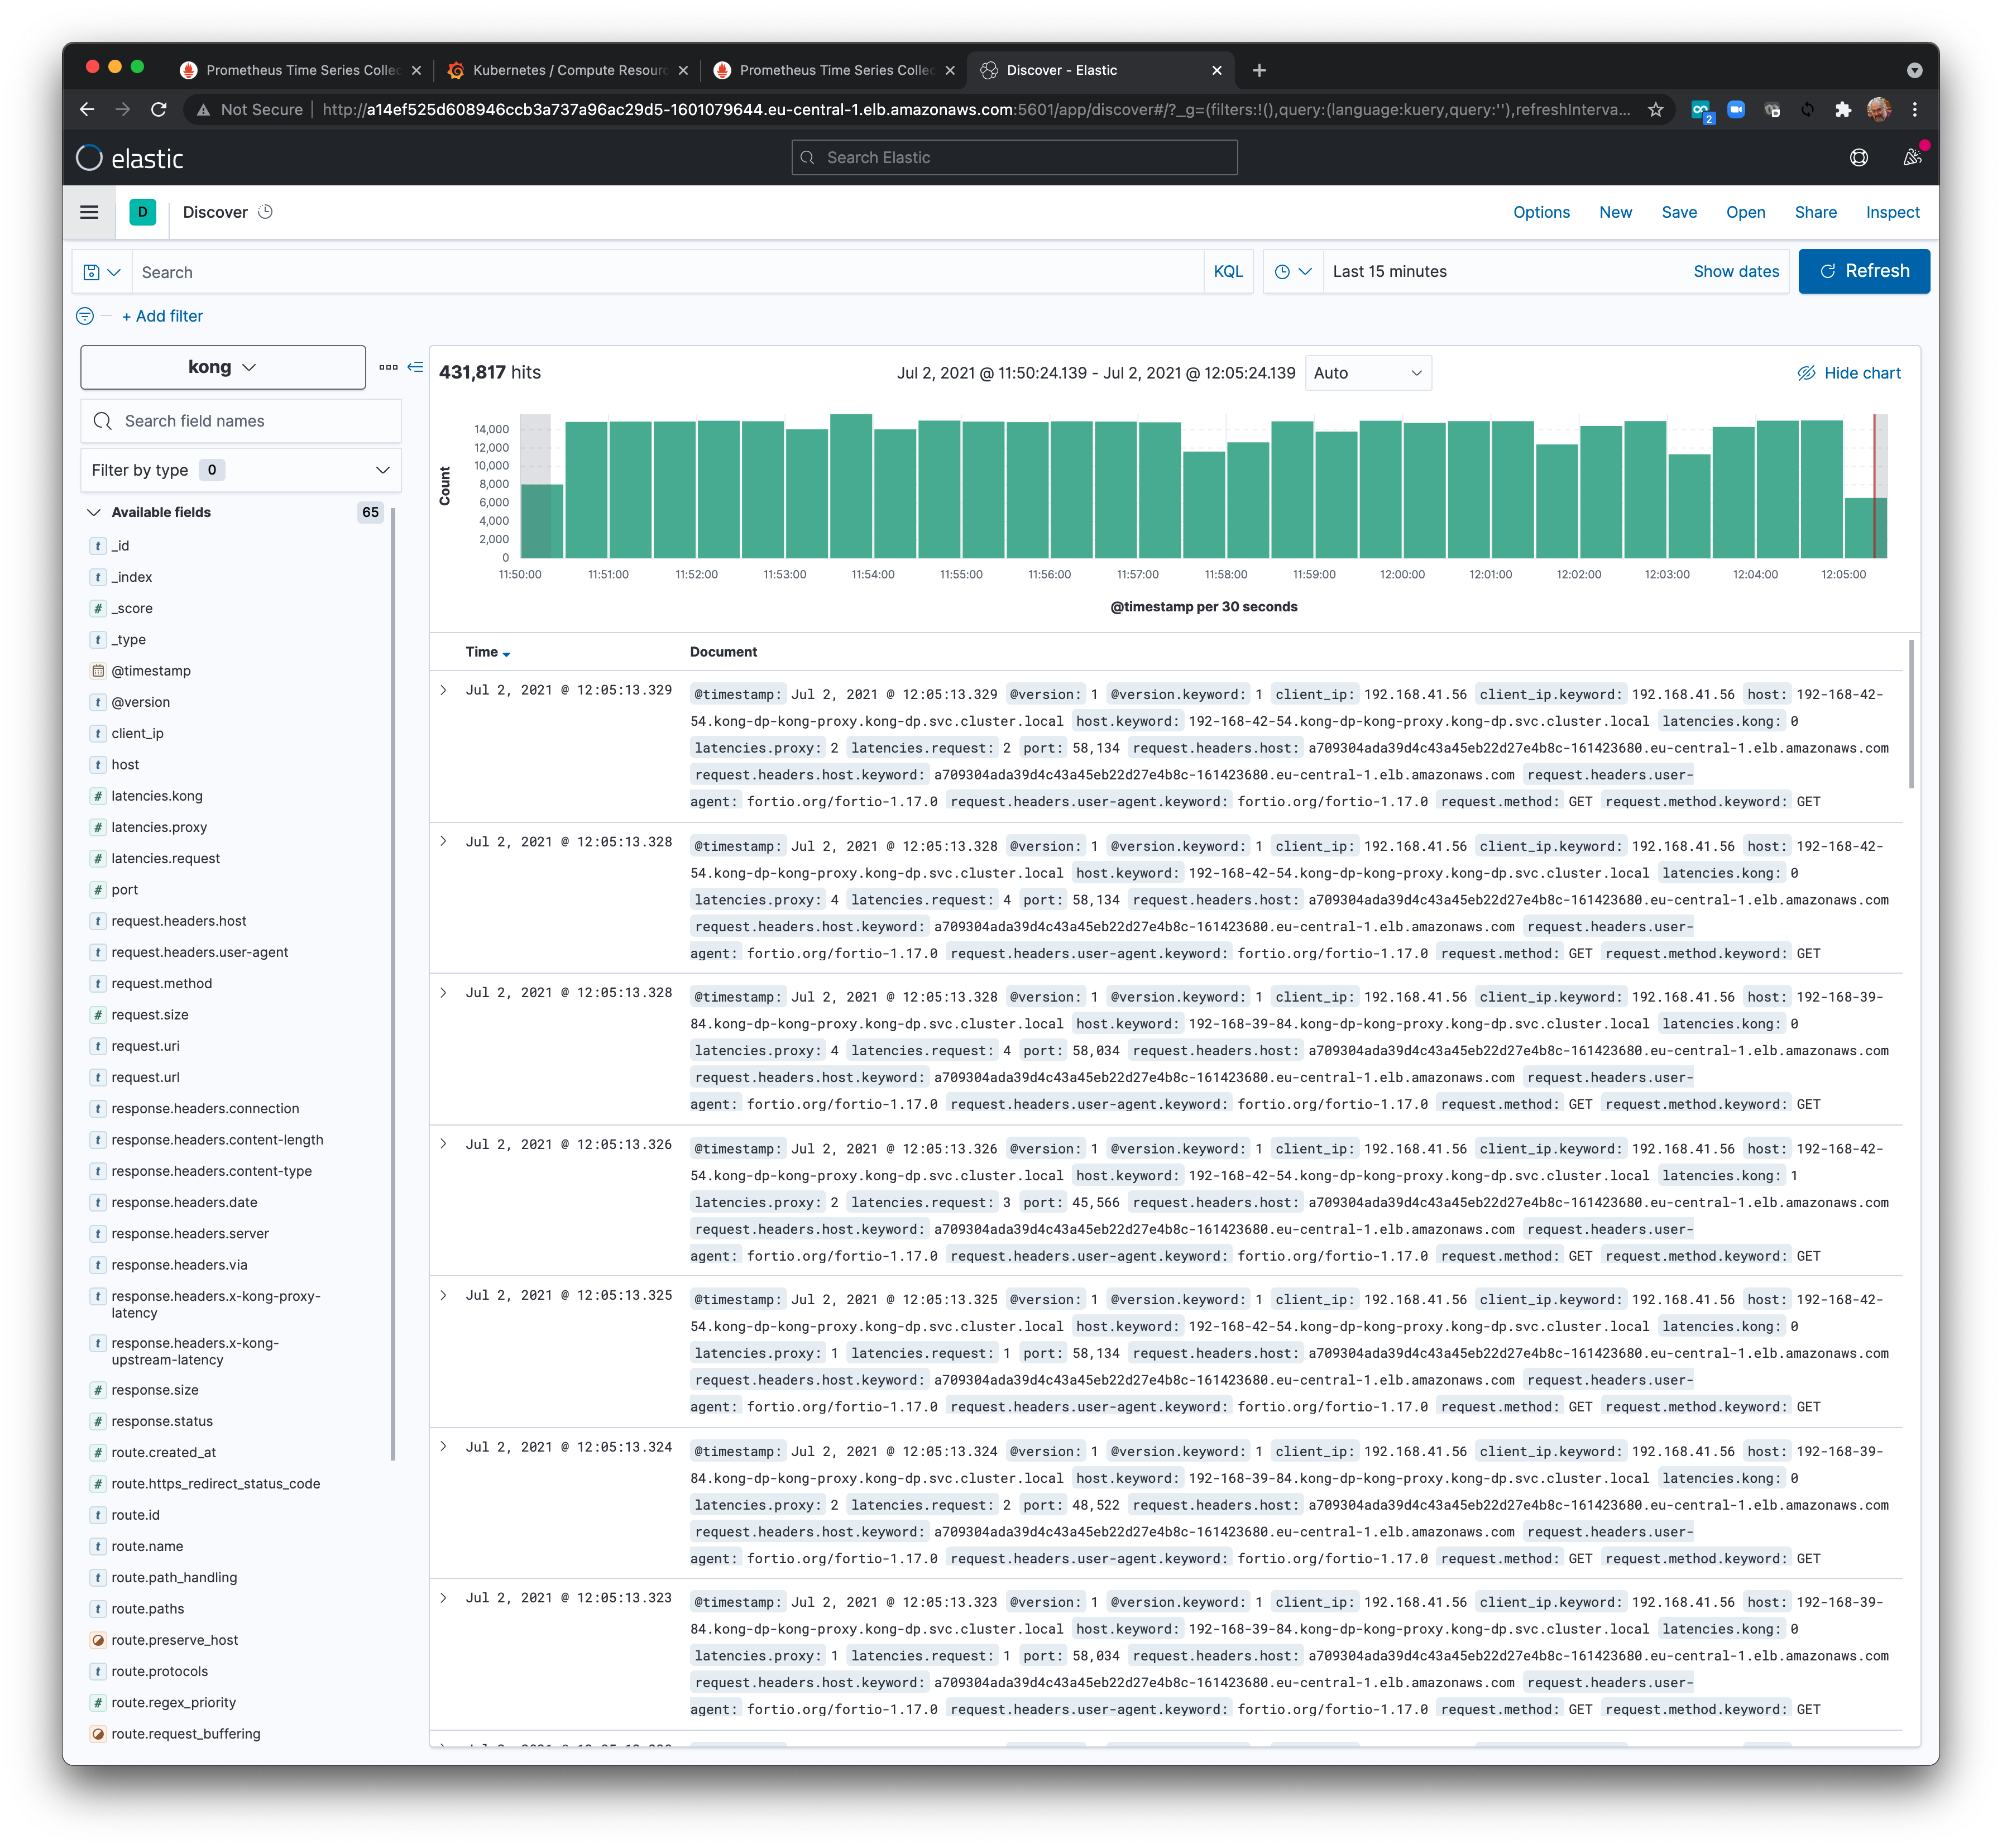 Prometheus Time Series Collec
Kubernetes / Compute Resourc
Prometheus Time Series Collec
Discover - Elastic
Not Secure
http://a14ef525d608946ccb3a737a96ac29d5-1601079644.eu-central-1.elb.amazonaws.com:5601/app/discover#/?_g=(filters:!(),query:(language:kuery,query:''),refreshInterva...
2
elastic
Search Elastic
D
Discover
Options
New
Save
Open
Share
Inspect
Search
KQL
Last 15 minutes
Show dates
Refresh
+ Add filter
kong
Search field names
Filter by type 0
Available fields 65
t _id
t _index
# _score
t _type
@timestamp
t @version
t client_ip
t host
# latencies.kong
# latencies.proxy
# latencies.request
# port
t request.headers.host
t request.headers.user-agent
t request.method
# request.size
t request.uri
t request.url
t response.headers.connection
t response.headers.content-length
t response.headers.content-type
t response.headers.date
t response.headers.server
t response.headers.via
t response.headers.x-kong-proxy-
latency
t response.headers.x-kong-
upstream-latency
# response.size
# response.status
# route.created_at
# route.https_redirect_status_code
t route.id
t route.name
t route.path_handling
t route.paths
route.preserve_host
t route.protocols
# route.regex_priority
route.request_buffering
431,817 hits
Jul 2, 2021 @ 11:50:24.139 - Jul 2, 2021 @ 12:05:24.139
Auto
Hide chart
Count
14,000
12,000
10,000
8,000
6,000
4,000
2,000
0
11:50:00 11:51:00 11:52:00 11:53:00 11:54:00 11:55:00 11:56:00 11:57:00 11:58:00 11:59:00 12:00:00 12:01:00 12:02:00 12:03:00 12:04:00 12:05:00
@timestamp per 30 seconds
Time Document
Jul 2, 2021 @ 12:05:13.329
@timestamp: Jul 2, 2021 @ 12:05:13.329 @version: 1 @version.keyword: 1 client_ip: 192.168.41.56 client_ip.keyword: 192.168.41.56 host: 192-168-42-
54.kong-dp-kong-proxy.kong-dp.svc.cluster.local host.keyword: 192-168-42-54.kong-dp-kong-proxy.kong-dp.svc.cluster.local latencies.kong: 0
latencies.proxy: 2 latencies.request: 2 port: 58,134 request.headers.host: a709304ada39d4c43a45eb22d27e4b8c-161423680.eu-central-1.elb.amazonaws.com
request.headers.host.keyword: a709304ada39d4c43a45eb22d27e4b8c-161423680.eu-central-1.elb.amazonaws.com request.headers.user-
agent: fortio.org/fortio-1.17.0 request.headers.user-agent.keyword: fortio.org/fortio-1.17.0 request.method: GET request.method.keyword: GET
Jul 2, 2021 @ 12:05:13.328
@timestamp: Jul 2, 2021 @ 12:05:13.328 @version: 1 @version.keyword: 1 client_ip: 192.168.41.56 client_ip.keyword: 192.168.41.56 host: 192-168-42-
54.kong-dp-kong-proxy.kong-dp.svc.cluster.local host.keyword: 192-168-42-54.kong-dp-kong-proxy.kong-dp.svc.cluster.local latencies.kong: 0
latencies.proxy: 4 latencies.request: 4 port: 58,134 request.headers.host: a709304ada39d4c43a45eb22d27e4b8c-161423680.eu-central-1.elb.amazonaws.com
request.headers.host.keyword: a709304ada39d4c43a45eb22d27e4b8c-161423680.eu-central-1.elb.amazonaws.com request.headers.user-
agent: fortio.org/fortio-1.17.0 request.headers.user-agent.keyword: fortio.org/fortio-1.17.0 request.method: GET request.method.keyword: GET
Jul 2, 2021 @ 12:05:13.328
@timestamp: Jul 2, 2021 @ 12:05:13.328 @version: 1 @version.keyword: 1 client_ip: 192.168.41.56 client_ip.keyword: 192.168.41.56 host: 192-168-39-
84.kong-dp-kong-proxy.kong-dp.svc.cluster.local host.keyword: 192-168-39-84.kong-dp-kong-proxy.kong-dp.svc.cluster.local latencies.kong: 0
latencies.proxy: 4 latencies.request: 4 port: 58,034 request.headers.host: a709304ada39d4c43a45eb22d27e4b8c-161423680.eu-central-1.elb.amazonaws.com
request.headers.host.keyword: a709304ada39d4c43a45eb22d27e4b8c-161423680.eu-central-1.elb.amazonaws.com request.headers.user-
agent: fortio.org/fortio-1.17.0 request.headers.user-agent.keyword: fortio.org/fortio-1.17.0 request.method: GET request.method.keyword: GET
Jul 2, 2021 @ 12:05:13.326
@timestamp: Jul 2, 2021 @ 12:05:13.326 @version: 1 @version.keyword: 1 client_ip: 192.168.41.56 client_ip.keyword: 192.168.41.56 host: 192-168-42-
54.kong-dp-kong-proxy.kong-dp.svc.cluster.local host.keyword: 192-168-42-54.kong-dp-kong-proxy.kong-dp.svc.cluster.local latencies.kong: 1
latencies.proxy: 2 latencies.request: 3 port: 45,566 request.headers.host: a709304ada39d4c43a45eb22d27e4b8c-161423680.eu-central-1.elb.amazonaws.com
request.headers.host.keyword: a709304ada39d4c43a45eb22d27e4b8c-161423680.eu-central-1.elb.amazonaws.com request.headers.user-
agent: fortio.org/fortio-1.17.0 request.headers.user-agent.keyword: fortio.org/fortio-1.17.0 request.method: GET request.method.keyword: GET
Jul 2, 2021 @ 12:05:13.325
@timestamp: Jul 2, 2021 @ 12:05:13.325 @version: 1 @version.keyword: 1 client_ip: 192.168.41.56 client_ip.keyword: 192.168.41.56 host: 192-168-42-
54.kong-dp-kong-proxy.kong-dp.svc.cluster.local host.keyword: 192-168-42-54.kong-dp-kong-proxy.kong-dp.svc.cluster.local latencies.kong: 0
latencies.proxy: 1 latencies.request: 1 port: 58,134 request.headers.host: a709304ada39d4c43a45eb22d27e4b8c-161423680.eu-central-1.elb.amazonaws.com
request.headers.host.keyword: a709304ada39d4c43a45eb22d27e4b8c-161423680.eu-central-1.elb.amazonaws.com request.headers.user-
agent: fortio.org/fortio-1.17.0 request.headers.user-agent.keyword: fortio.org/fortio-1.17.0 request.method: GET request.method.keyword: GET
Jul 2, 2021 @ 12:05:13.324
@timestamp: Jul 2, 2021 @ 12:05:13.324 @version: 1 @version.keyword: 1 client_ip: 192.168.41.56 client_ip.keyword: 192.168.41.56 host: 192-168-39-
84.kong-dp-kong-proxy.kong-dp.svc.cluster.local host.keyword: 192-168-39-84.kong-dp-kong-proxy.kong-dp.svc.cluster.local latencies.kong: 0
latencies.proxy: 2 latencies.request: 2 port: 48,522 request.headers.host: a709304ada39d4c43a45eb22d27e4b8c-161423680.eu-central-1.elb.amazonaws.com
request.headers.host.keyword: a709304ada39d4c43a45eb22d27e4b8c-161423680.eu-central-1.elb.amazonaws.com request.headers.user-
agent: fortio.org/fortio-1.17.0 request.headers.user-agent.keyword: fortio.org/fortio-1.17.0 request.method: GET request.method.keyword: GET
Jul 2, 2021 @ 12:05:13.323
@timestamp: Jul 2, 2021 @ 12:05:13.323 @version: 1 @version.keyword: 1 client_ip: 192.168.41.56 client_ip.keyword: 192.168.41.56 host: 192-168-39-
84.kong-dp-kong-proxy.kong-dp.svc.cluster.local host.keyword: 192-168-39-84.kong-dp-kong-proxy.kong-dp.svc.cluster.local latencies.kong: 0
latencies.proxy: 1 latencies.request: 1 port: 58,034 request.headers.host: a709304ada39d4c43a45eb22d27e4b8c-161423680.eu-central-1.elb.amazonaws.com
request.headers.host.keyword: a709304ada39d4c43a45eb22d27e4b8c-161423680.eu-central-1.elb.amazonaws.com request.headers.user-
agent: fortio.org/fortio-1.17.0 request.headers.user-agent.keyword: fortio.org/fortio-1.17.0 request.method: GET request.method.keyword: GET